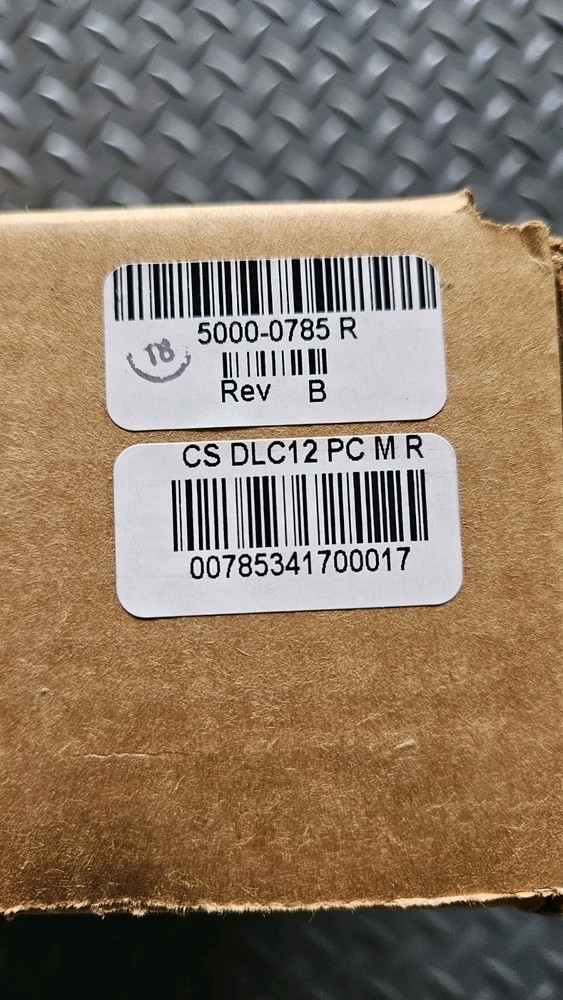 5000-0785 R
18
Rev B
CS DLC12 PC M R
00785341700017